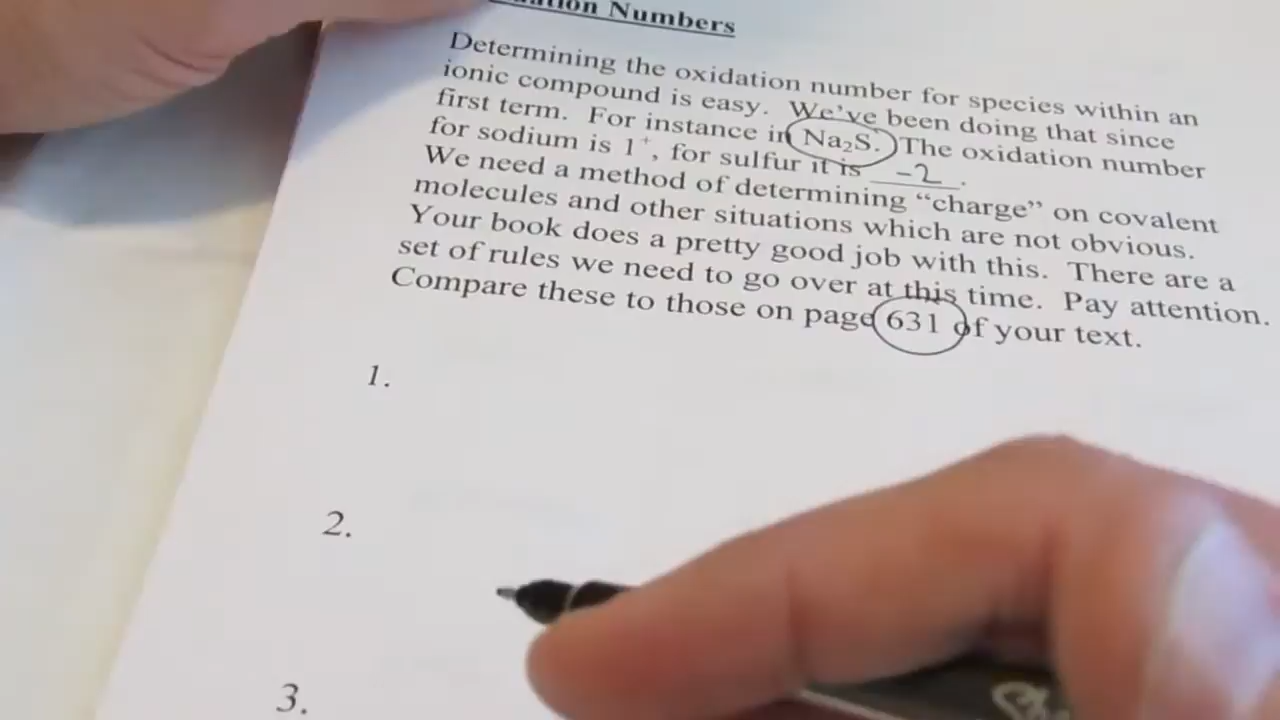 Numbers
Determining the oxidation number for species within an
ionic compound is easy. We've been doing that since
first term. For instance in Na₂S. The oxidation number
for sodium is 1⁺, for sulfur it is -2.
We need a method of determining “charge” on covalent
molecules and other situations which are not obvious.
Your book does a pretty good job with this. There are a
set of rules we need to go over at this time. Pay attention.
Compare these to those on page 631 of your text.
1.
2.
3.